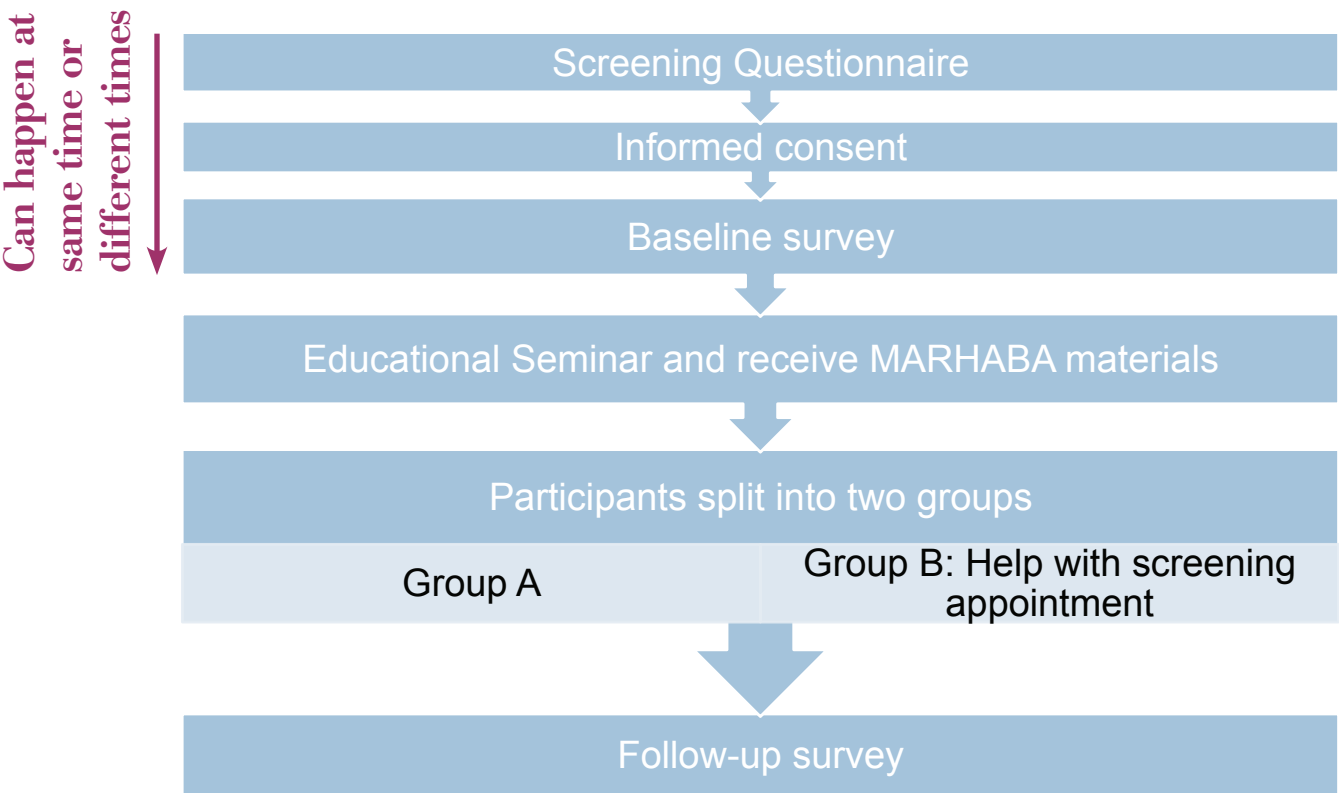 Can happen at
same time or
different times
Screening Questionnaire
Informed consent
Baseline survey
Educational Seminar and receive MARHABA materials
Participants split into two groups
Group A
Group B: Help with screening
appointment
Follow-up survey